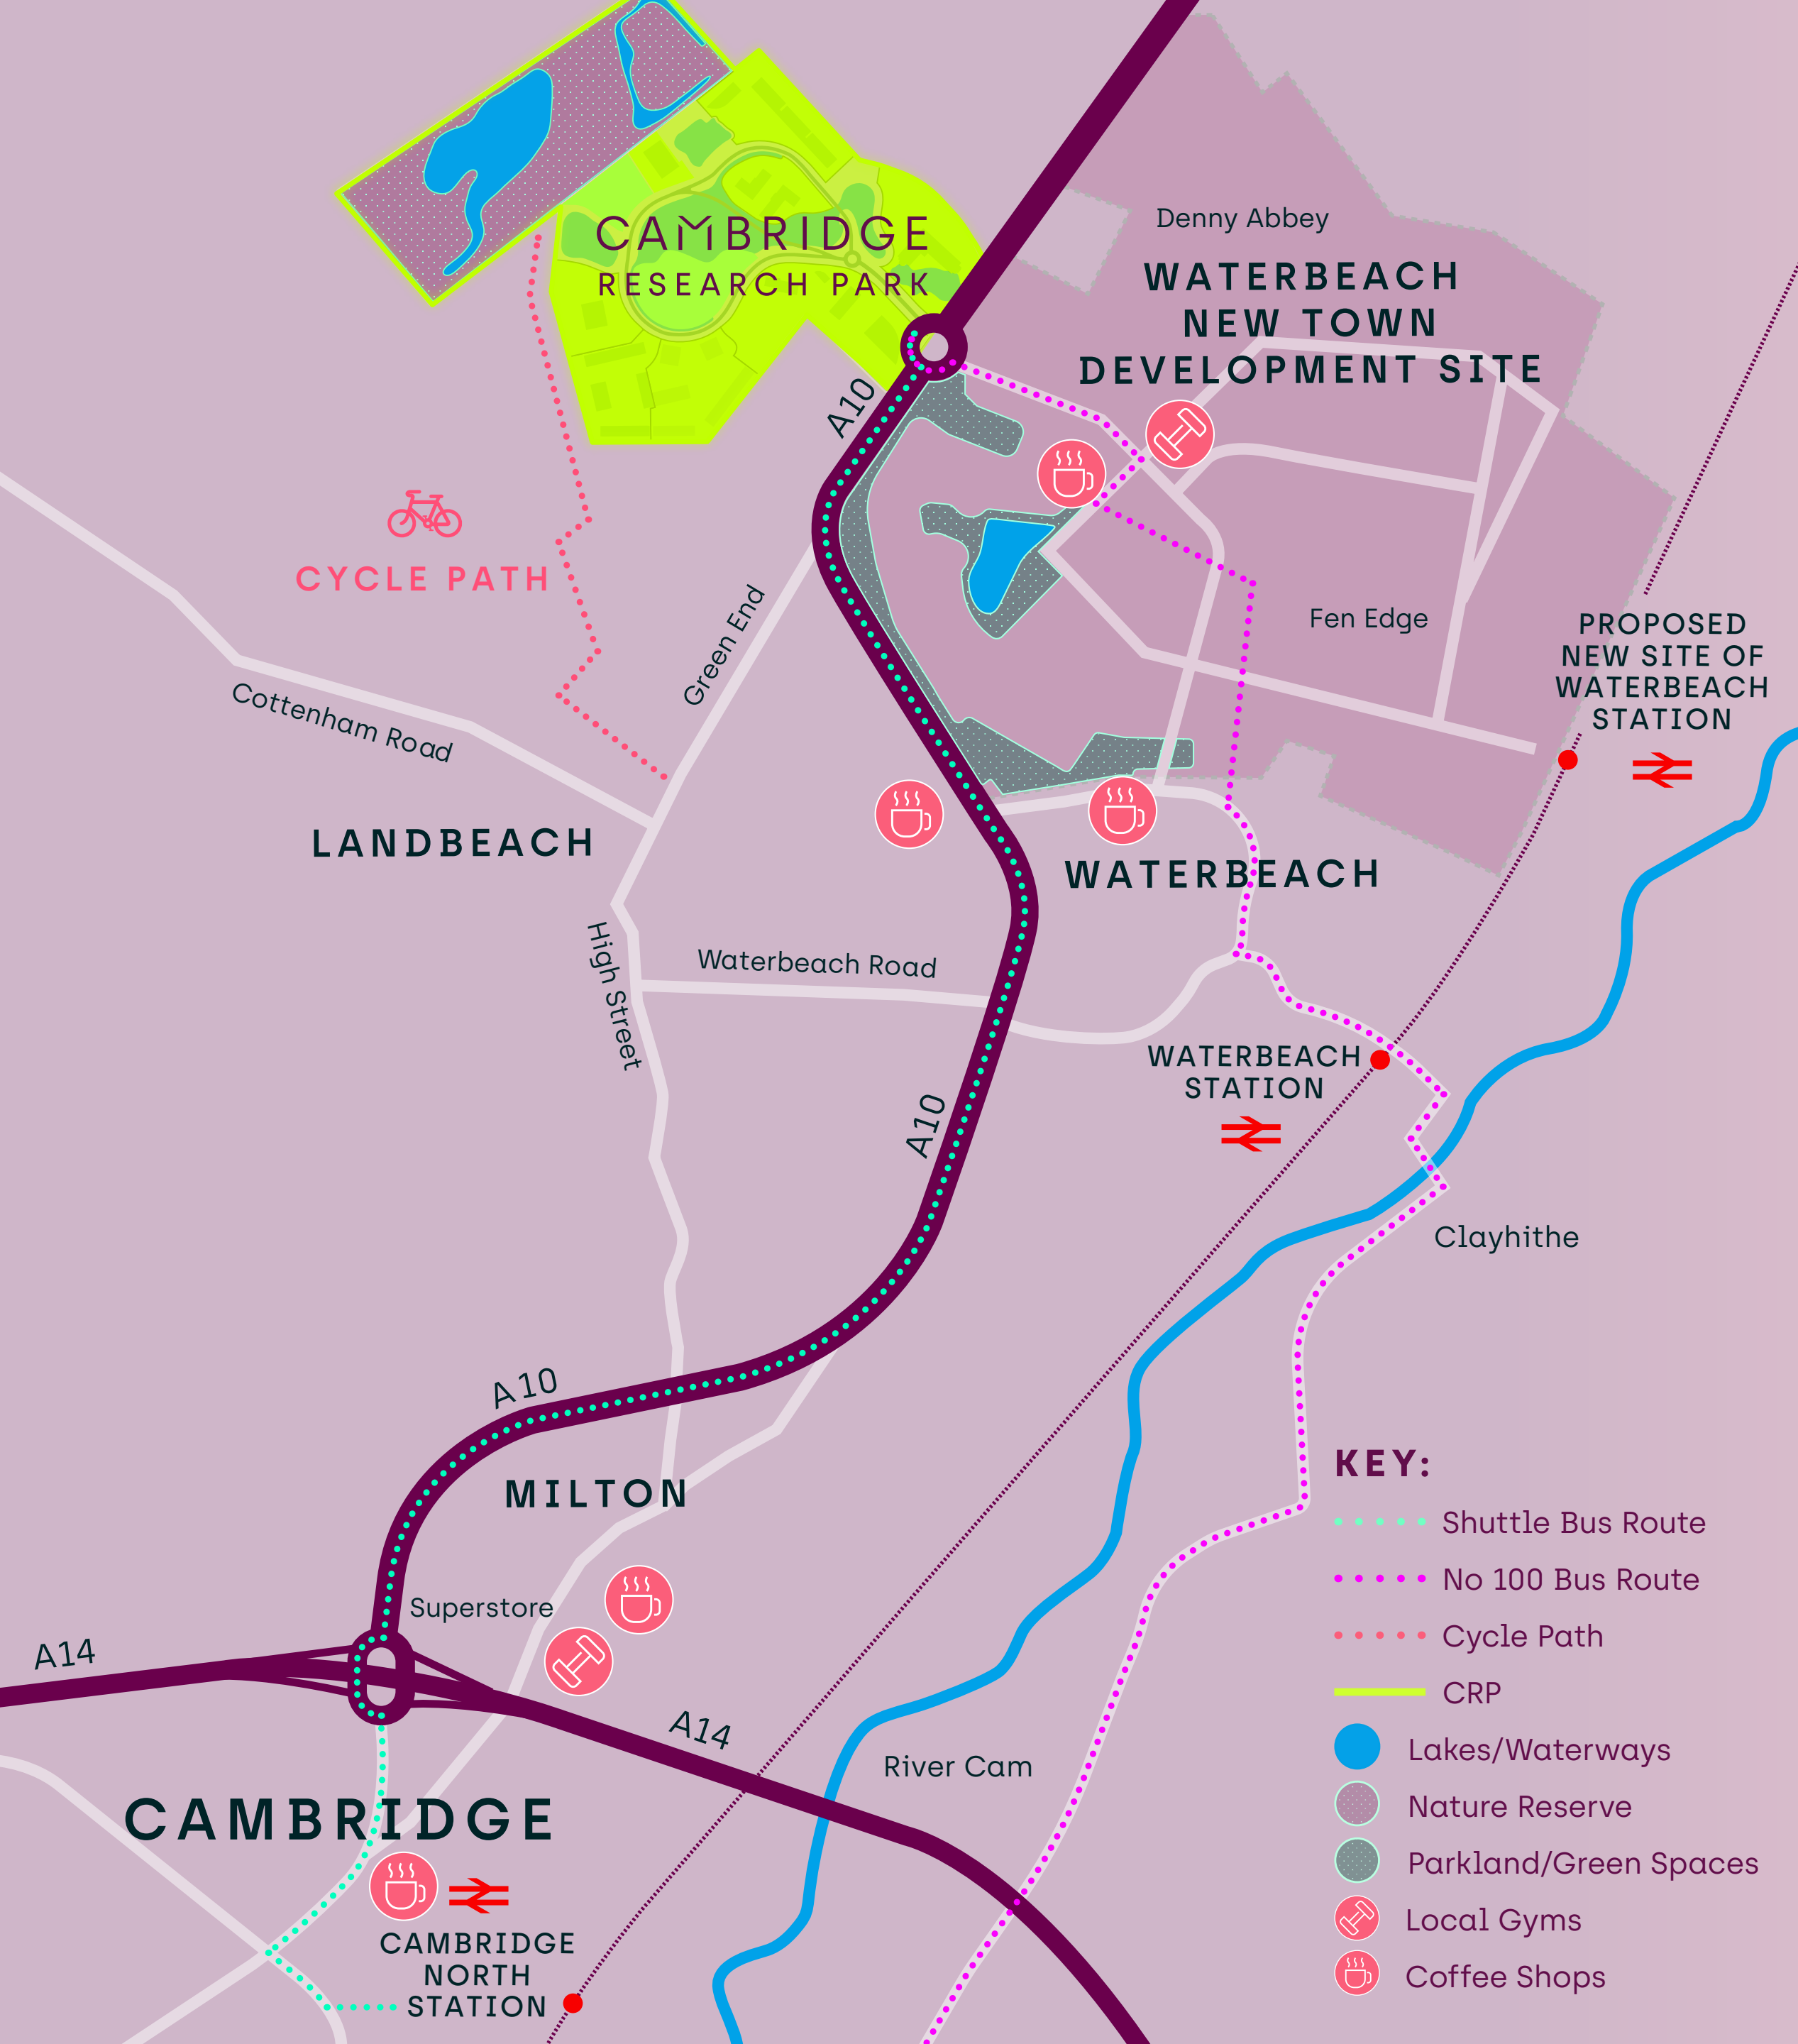 Denny Abbey
CAMBRIDGE
RESEARCH PARK
WATERBEACH
NEW TOWN
DEVELOPMENT SITE
A10
CYCLE PATH
Green End
Fen Edge
PROPOSED
NEW SITE OF
WATERBEACH
STATION
Cottenham Road
LANDBEACH
WATERBEACH
High Street
Waterbeach Road
WATERBEACH
STATION
A10
Clayhithe
A10
MILTON
Superstore
A14
A14
River Cam
CAMBRIDGE
CAMBRIDGE
NORTH
STATION
KEY:
Shuttle Bus Route
No 100 Bus Route
Cycle Path
CRP
Lakes/Waterways
Nature Reserve
Parkland/Green Spaces
Local Gyms
Coffee Shops